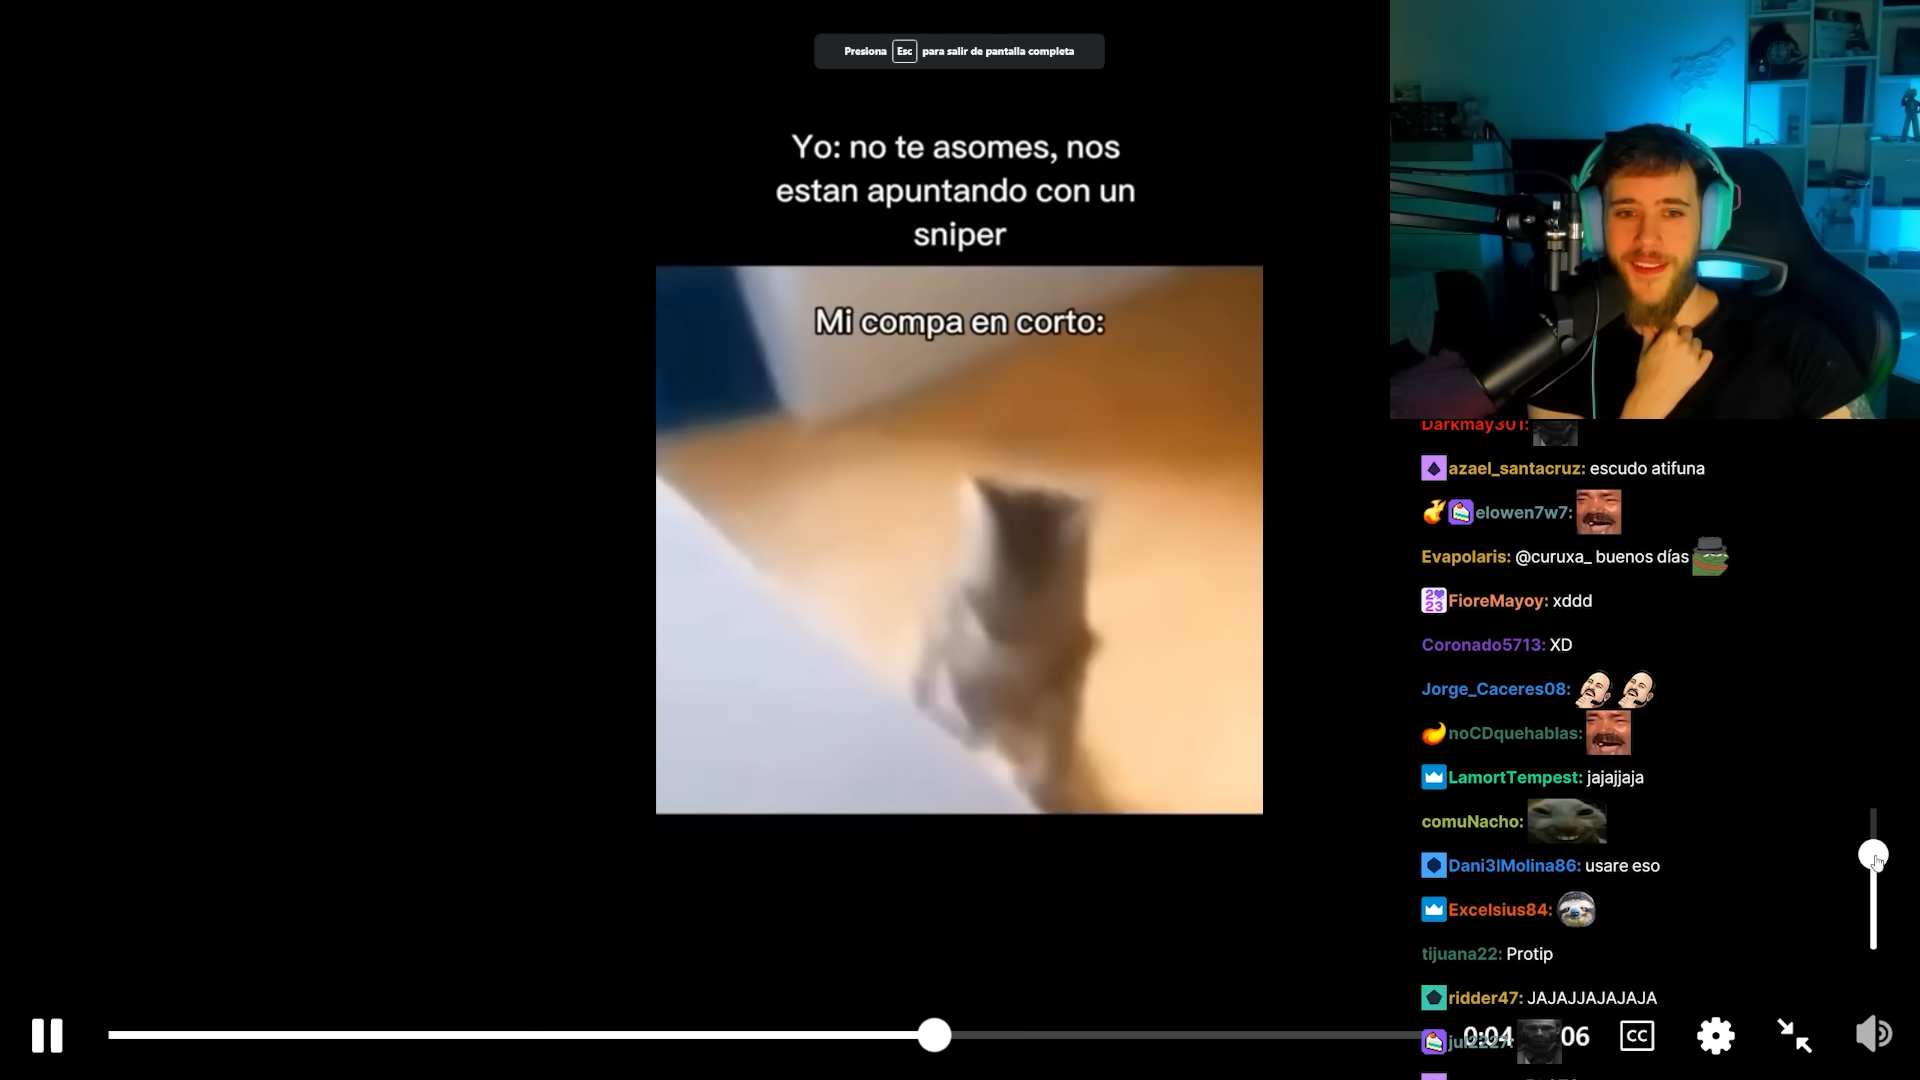 Presiona Esc para salir de pantalla completa
Yo: no te asomes, nos
estan apuntando con un
sniper
Mi compa en corto:
Darkmay301:
azael_santacruz: escudo atifuna
elowen7w7:
Evapolaris: @curuxa_ buenos días
2023 FioreMayoy: xddd
Coronado5713: XD
Jorge_Caceres08:
noCDquehablas:
LamortTempest: jajajjaja
comuNacho:
Dani3lMolina86: usare eso
Excelsius84:
tijuana22: Protip
ridder47: JAJAJJAJAJAJA
0:04
06
CC